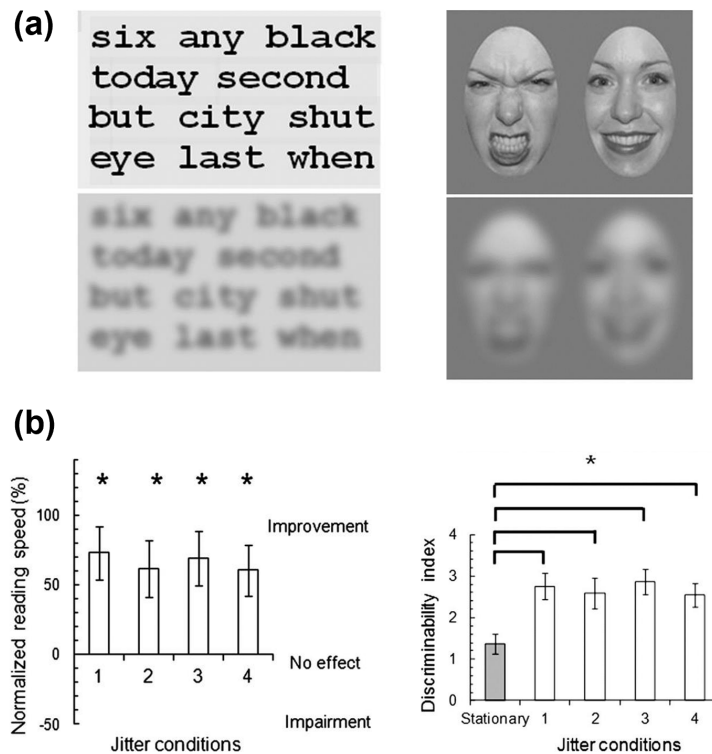 (a)
six any black
today second
but city shut
eye last when
six any black
today second
but city shut
eye last when
(b)
Normalized reading speed (%)
100
50
0
-50
* * * *
1 2 3 4
Improvement
No effect
Impairment
Jitter conditions
*
Discriminability index
4
3
2
1
0
Stationary 1 2 3 4
Jitter conditions